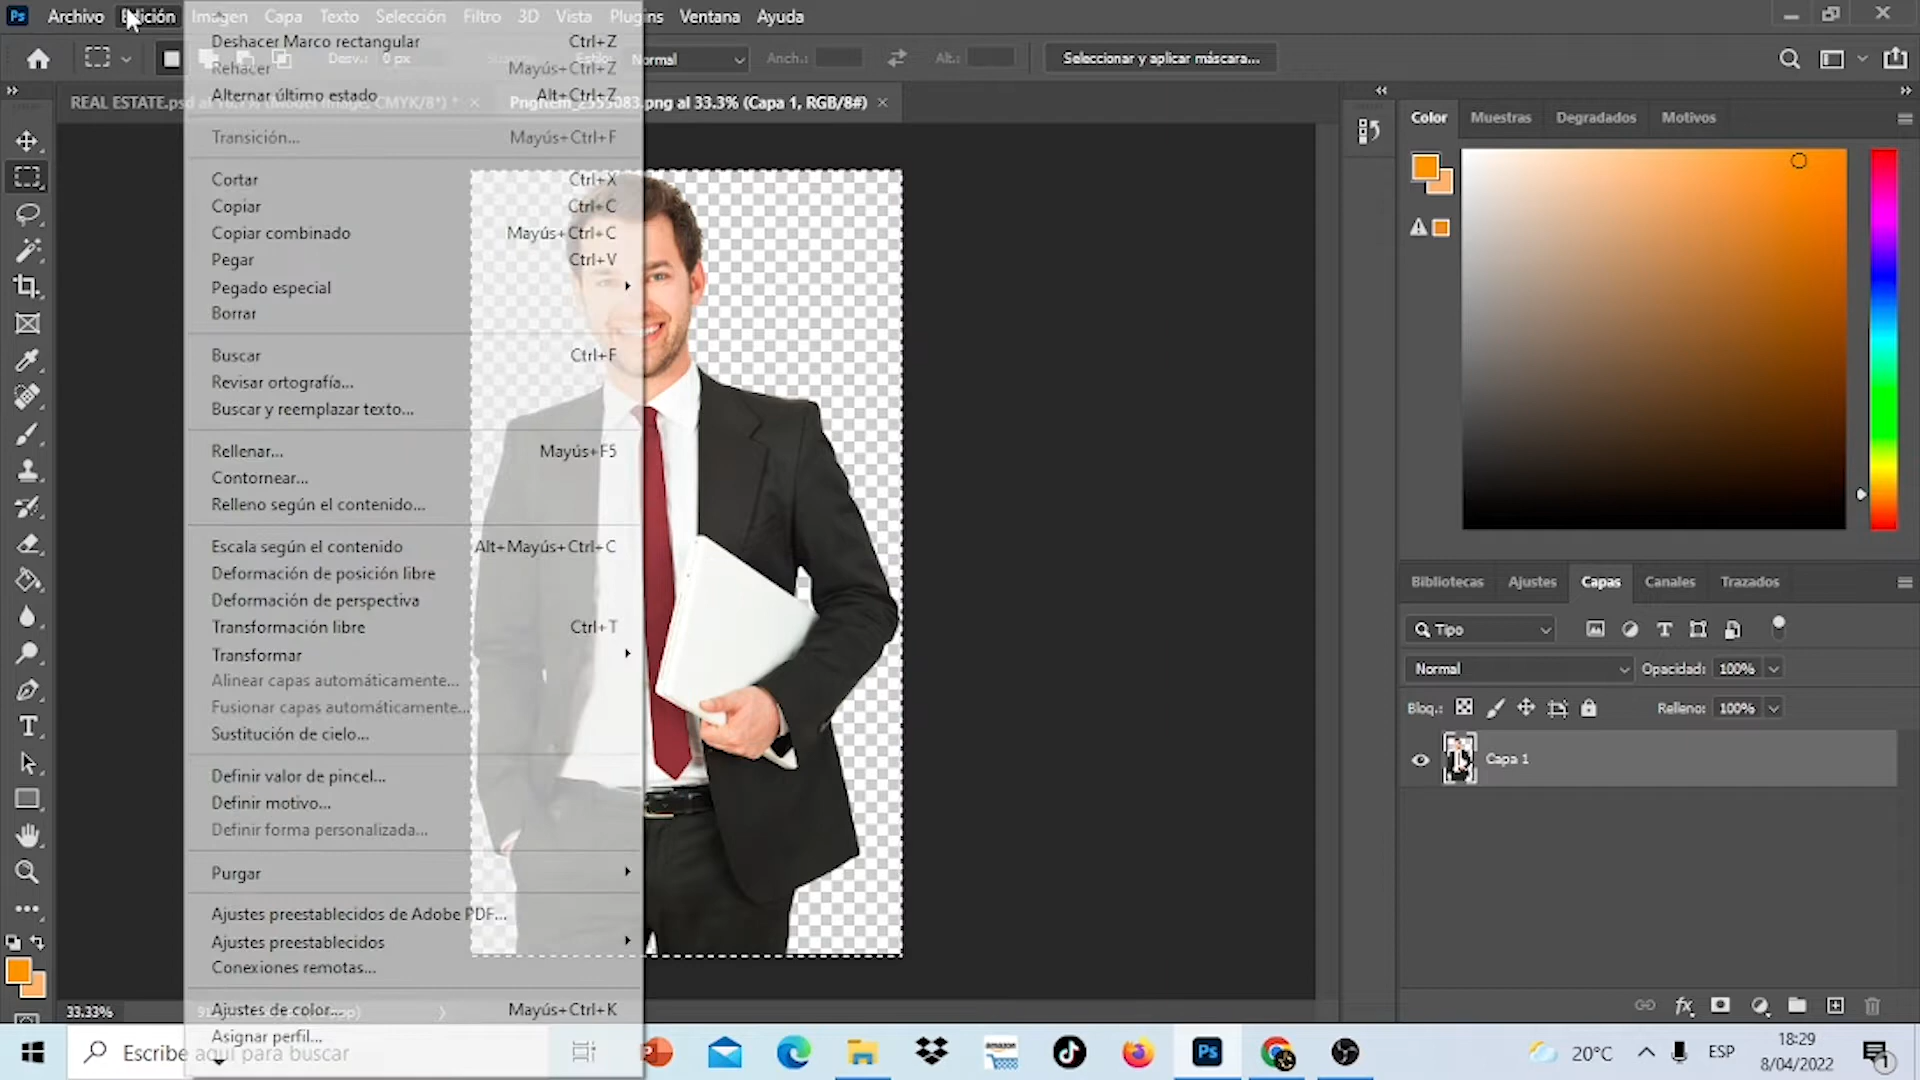 Ps Archivo Edición Imagen Capa Texto Selección Filtro 3D Vista Plugins Ventana Ayuda
Deshacer Marco rectangular Ctrl+Z
Desv.: 0 px Normal Anch.: Alt.: Seleccionar y aplicar máscara...
Rehacer Mayús+Ctrl+Z
Alternar último estado Alt+Ctrl+Z
REAL ESTATE.psd al CMYK/8*) *
.png al 33.3% (Capa 1, RGB/8#)
Transición... Mayús+Ctrl+F
Cortar Ctrl+X
Copiar Ctrl+C
Copiar combinado Mayús+Ctrl+C
Pegar Ctrl+V
Pegado especial
Borrar
Buscar Ctrl+F
Revisar ortografía...
Buscar y reemplazar texto...
Rellenar... Mayús+F5
Contornear...
Relleno según el contenido...
Escala según el contenido Alt+Mayús+Ctrl+C
Deformación de posición libre
Deformación de perspectiva
Transformación libre Ctrl+T
Transformar
Alinear capas automáticamente...
Fusionar capas automáticamente...
Sustitución de cielo...
Definir valor de pincel...
Definir motivo...
Definir forma personalizada...
Purgar
Ajustes preestablecidos de Adobe PDF...
Ajustes preestablecidos
Conexiones remotas...
Ajustes de color... Mayús+Ctrl+K
Asignar perfil...
33.33%
Color Muestras Degradados Motivos
Bibliotecas Ajustes Capas Canales Trazados
Tipo
Normal Opacidad: 100%
Bloq.: Relleno: 100%
Capa 1
fx
Escribe aquí para buscar
amazon
Ps
20°C ESP
18:29
8/04/2022
1